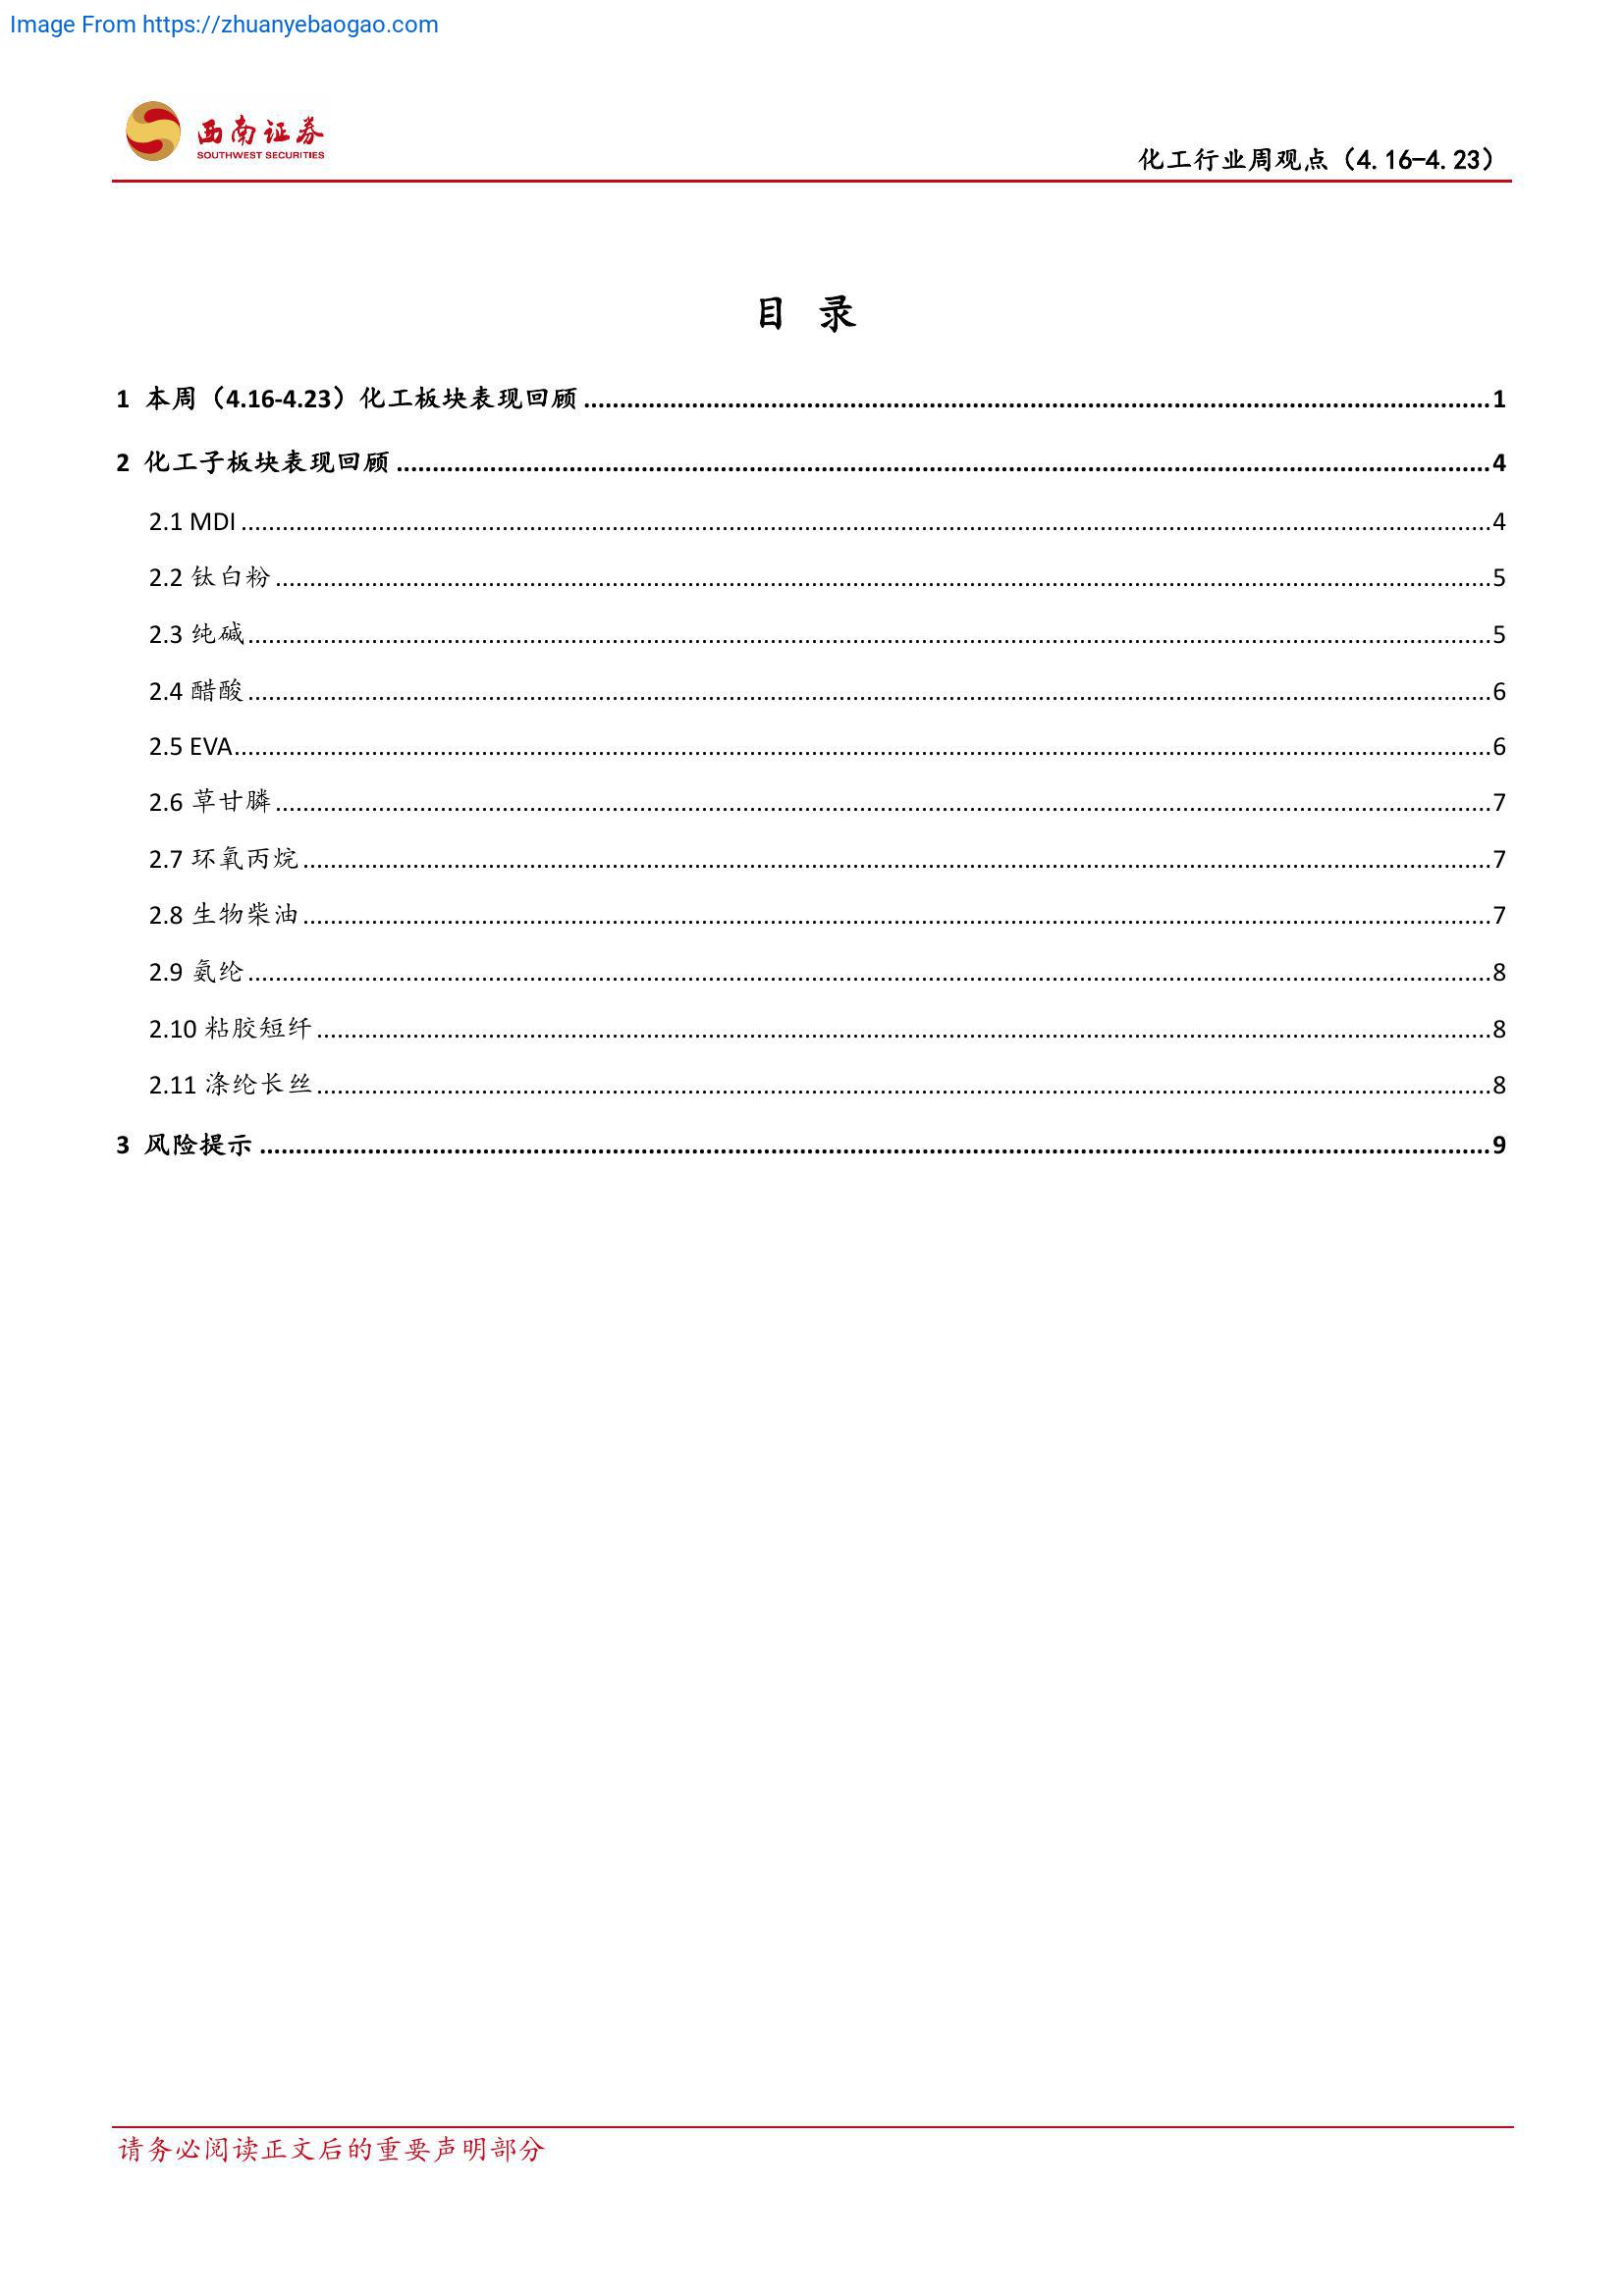 Image From https://zhuanyebaogao.com
西南证券
SOUTHWEST SECURITIES
化工行业周观点（4.16-4.23）
目 录
1 本周（4.16-4.23）化工板块表现回顾 ........ 1
2 化工子板块表现回顾 ........ 4
2.1 MDI ........ 4
2.2 钛白粉 ........ 5
2.3 纯碱 ........ 5
2.4 醋酸 ........ 6
2.5 EVA ........ 6
2.6 草甘膦 ........ 7
2.7 环氧丙烷 ........ 7
2.8 生物柴油 ........ 7
2.9 氨纶 ........ 8
2.10 粘胶短纤 ........ 8
2.11 涤纶长丝 ........ 8
3 风险提示 ........ 9
请务必阅读正文后的重要声明部分